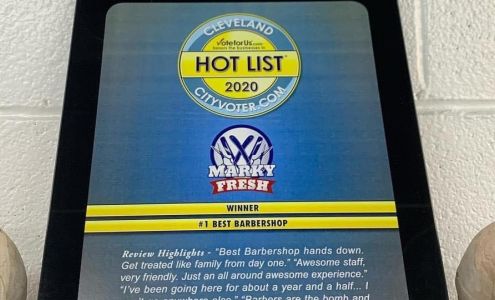 CLEVELAND
VoteForUs.com
HOT LIST
2020
CITYVOTER.COM
MARKY
FRESH
WINNER
#1 BEST BARBERSHOP
Review Highlights - "Best Barbershop hands down.
Get treated like family from day one." "Awesome staff,
very friendly. Just an all around awesome experience."
"I've been going here for about a year and a half... I
anywhere else." "Barbers are the bomb and